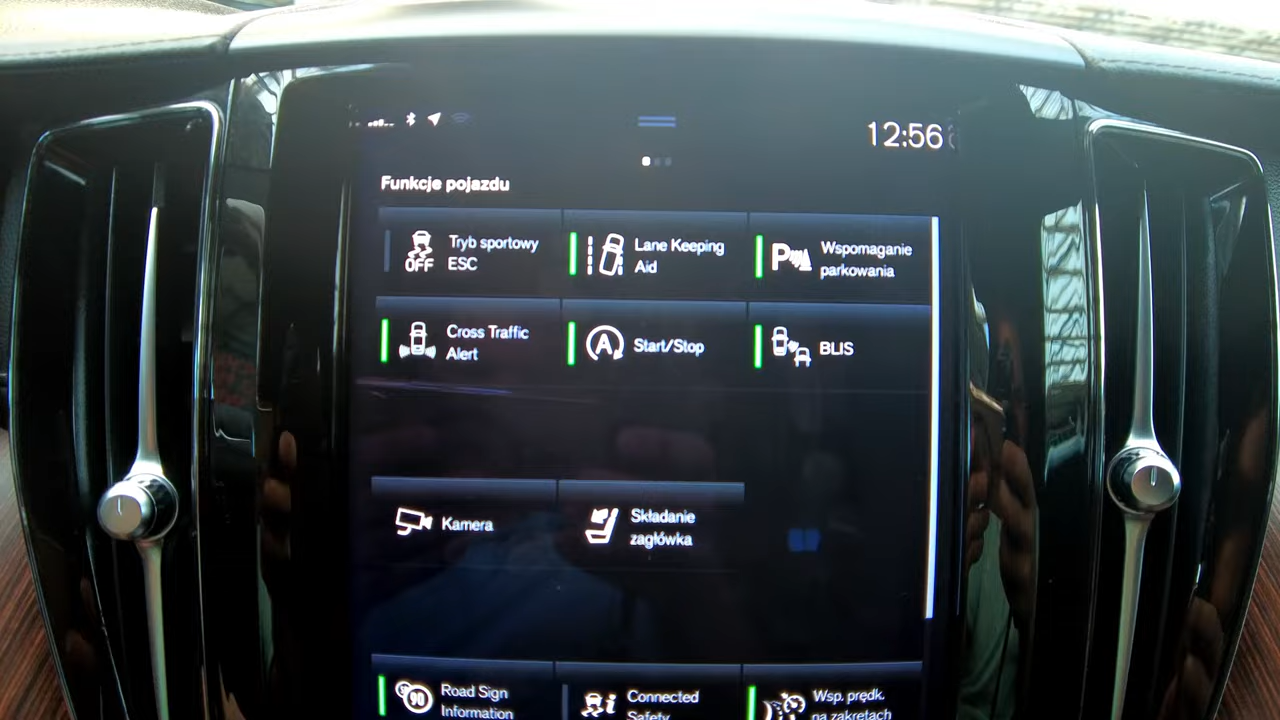 12:56
Funkcje pojazdu
OFF
Tryb sportowy
ESC
Lane Keeping
Aid
P
Wspomaganie
parkowania
Cross Traffic
Alert
A
Start/Stop
BLIS
Kamera
Składanie
zagłówka
90
Road Sign
Information
Connected
Safety
Wsp. prędk.
na zakrętach